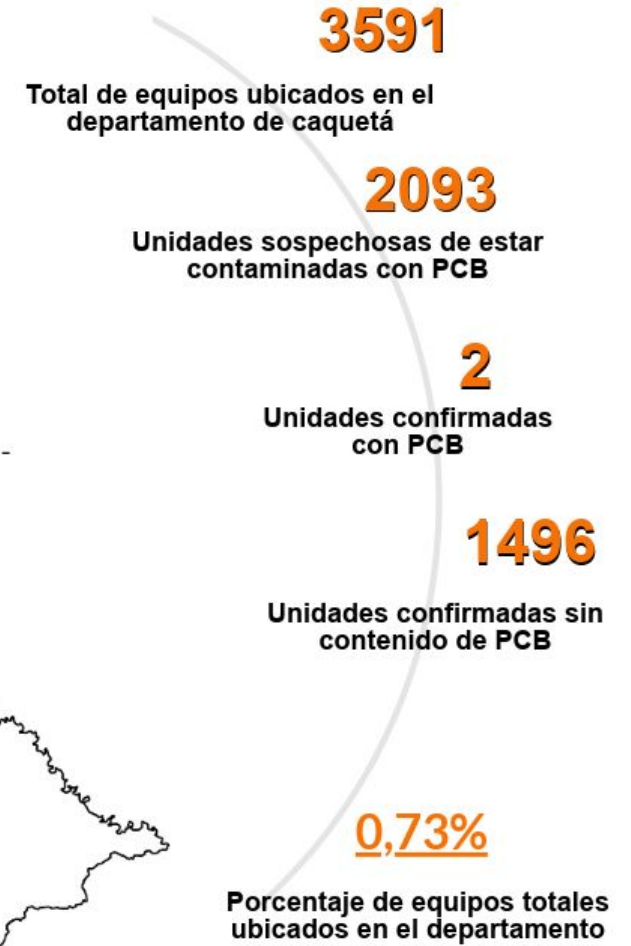 3591
Total de equipos ubicados en el
departamento de caquetá
2093
Unidades sospechosas de estar
contaminadas con PCB
2
Unidades confirmadas
con PCB
1496
Unidades confirmadas sin
contenido de PCB
0,73%
Porcentaje de equipos totales
ubicados en el departamento